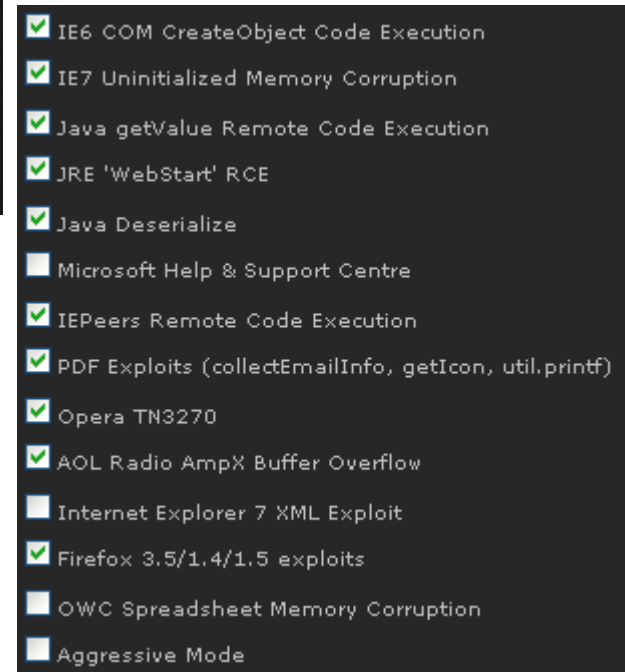 IE6 COM CreateObject Code Execution
IE7 Uninitialized Memory Corruption
Java getValue Remote Code Execution
JRE 'WebStart' RCE
Java Deserialize
Microsoft Help & Support Centre
IEPeers Remote Code Execution
PDF Exploits (collectEmailInfo, getIcon, util.printf)
Opera TN3270
AOL Radio AmpX Buffer Overflow
Internet Explorer 7 XML Exploit
Firefox 3.5/1.4/1.5 exploits
OWC Spreadsheet Memory Corruption
Aggressive Mode